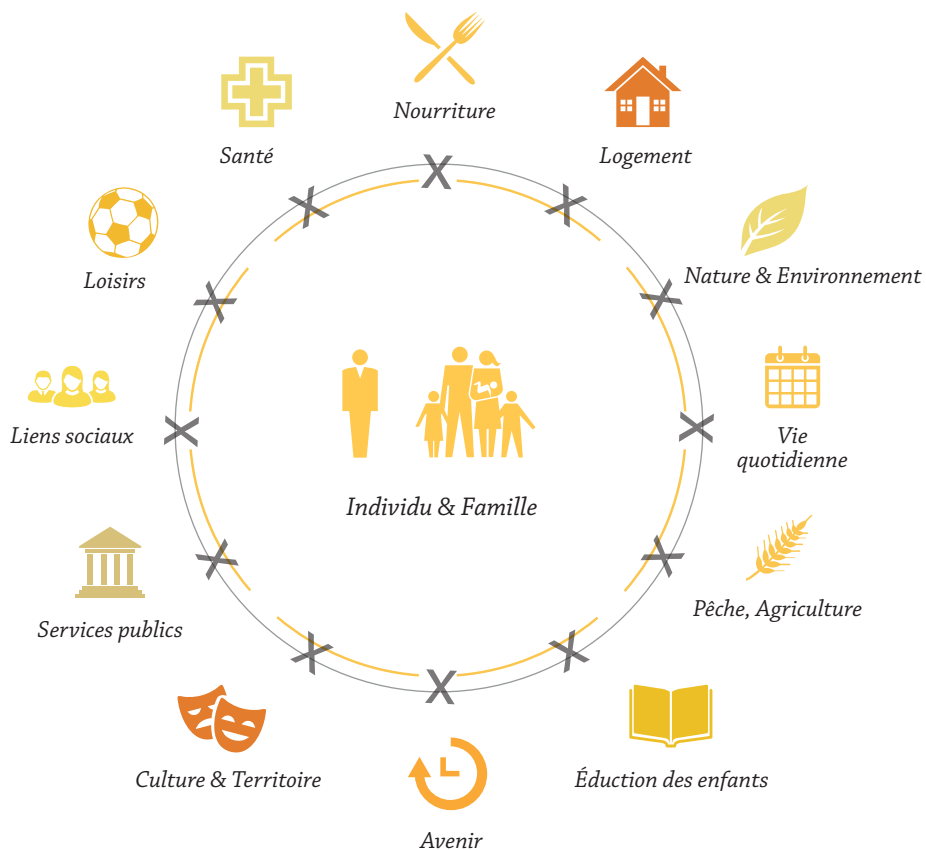 Nourriture
Santé
Logement
Loisirs
Nature & Environnement
Liens sociaux
Vie
quotidienne
Individu & Famille
Pêche, Agriculture
Services publics
Culture & Territoire
Éduction des enfants
Avenir